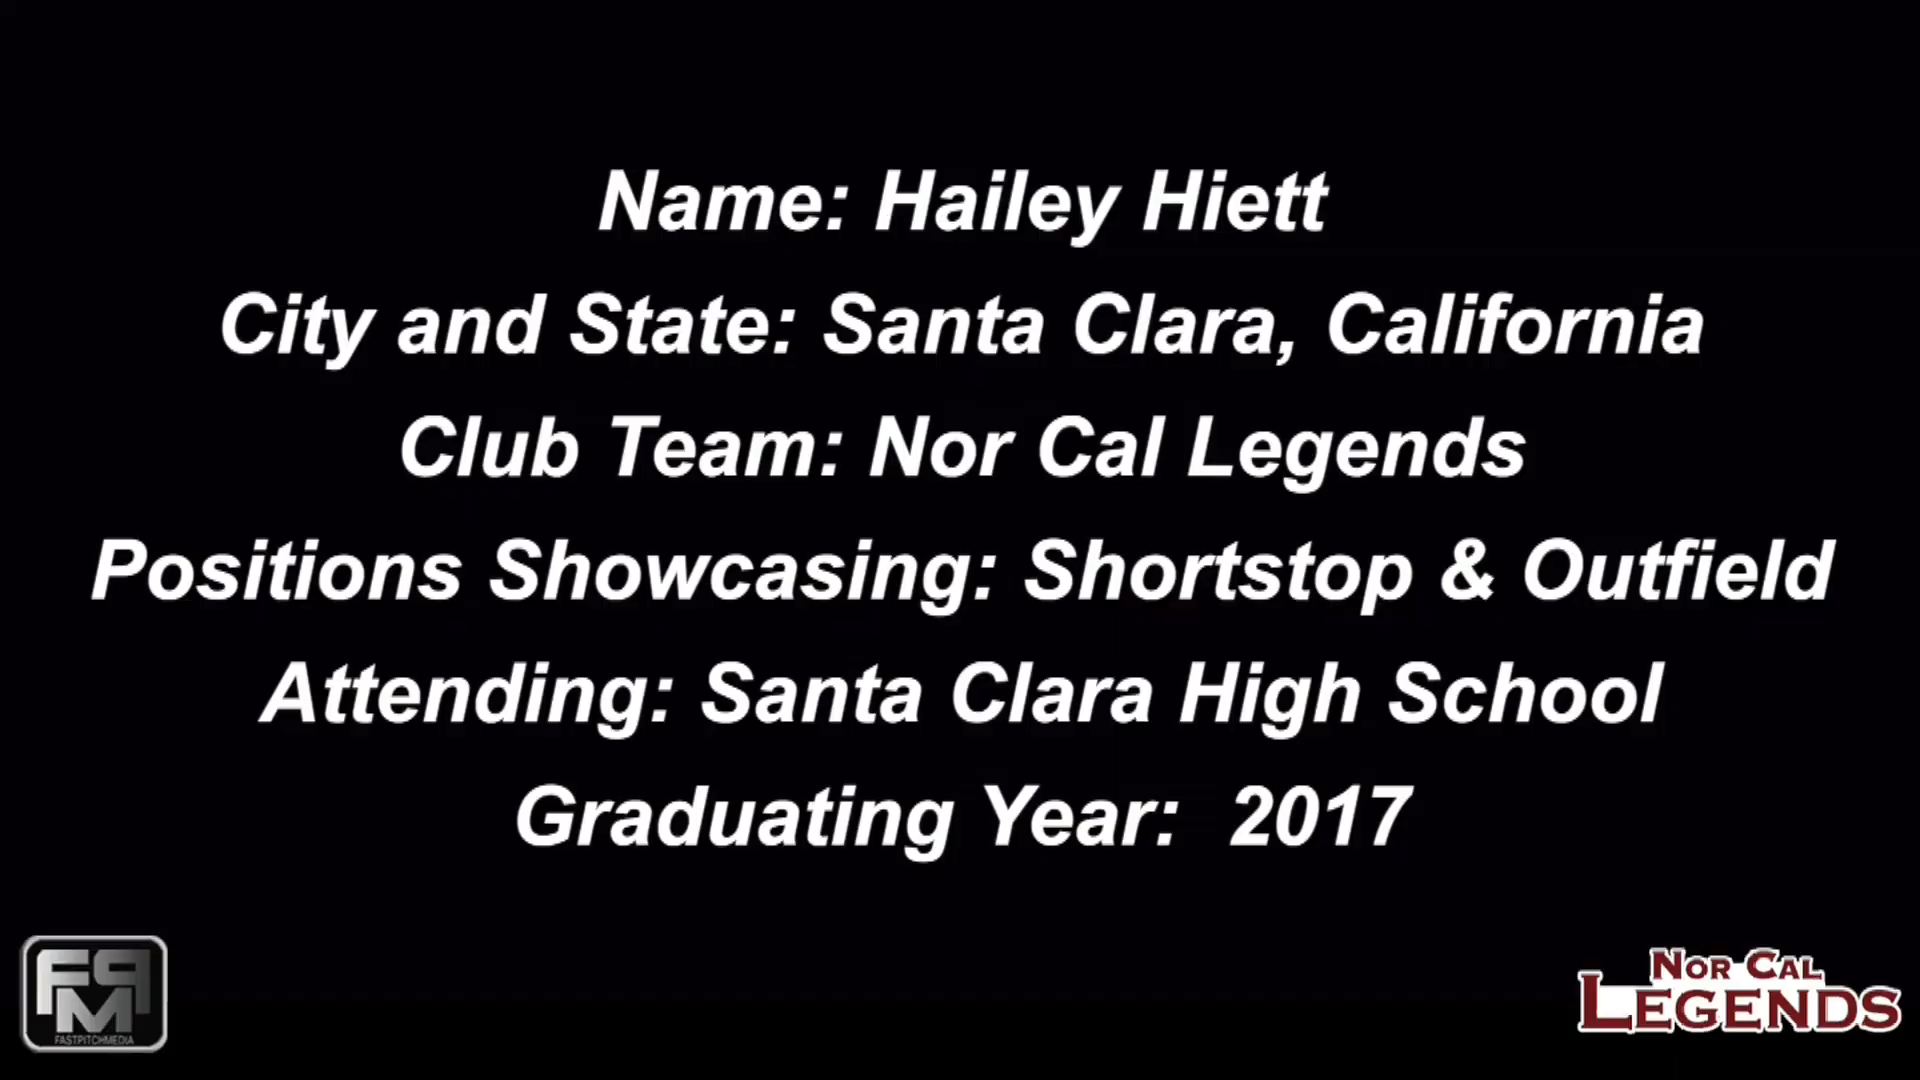 Name: Hailey Hiett
City and State: Santa Clara, California
Club Team: Nor Cal Legends
Positions Showcasing: Shortstop & Outfield
Attending: Santa Clara High School
Graduating Year:  2017
FPM
FASTPITCHMEDIA
NOR CAL
LEGENDS